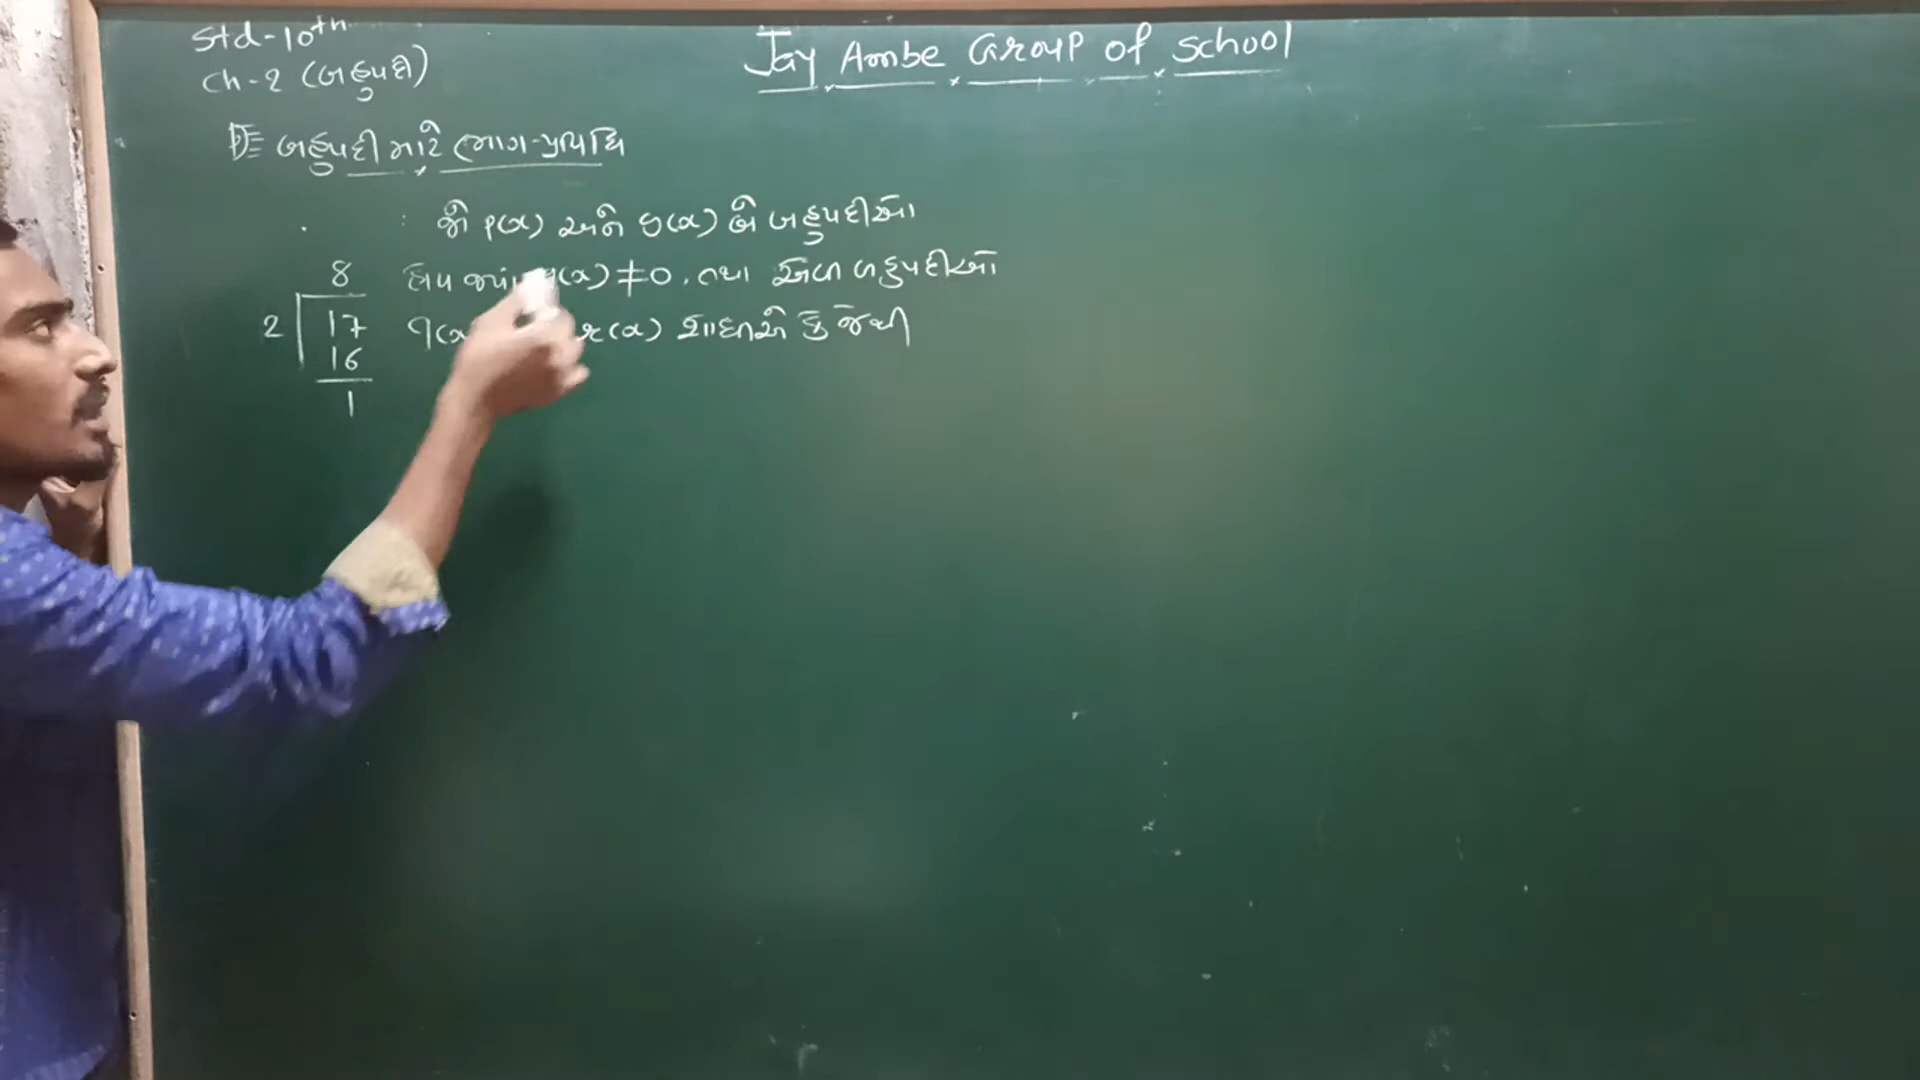 Std-10th
Ch-2 (બહુપદી)
Jay Ambe Group of School
બહુપદી માટે ભાગ-પ્રવિધિ
: જો p(x) અને g(x) બે બહુપદીઓ
હોય જ્યાં g(x) ≠ 0, તથા એવી બહુપદીઓ
q(x r(x) શોધીએ કે જેથી
8
2 17
16
1